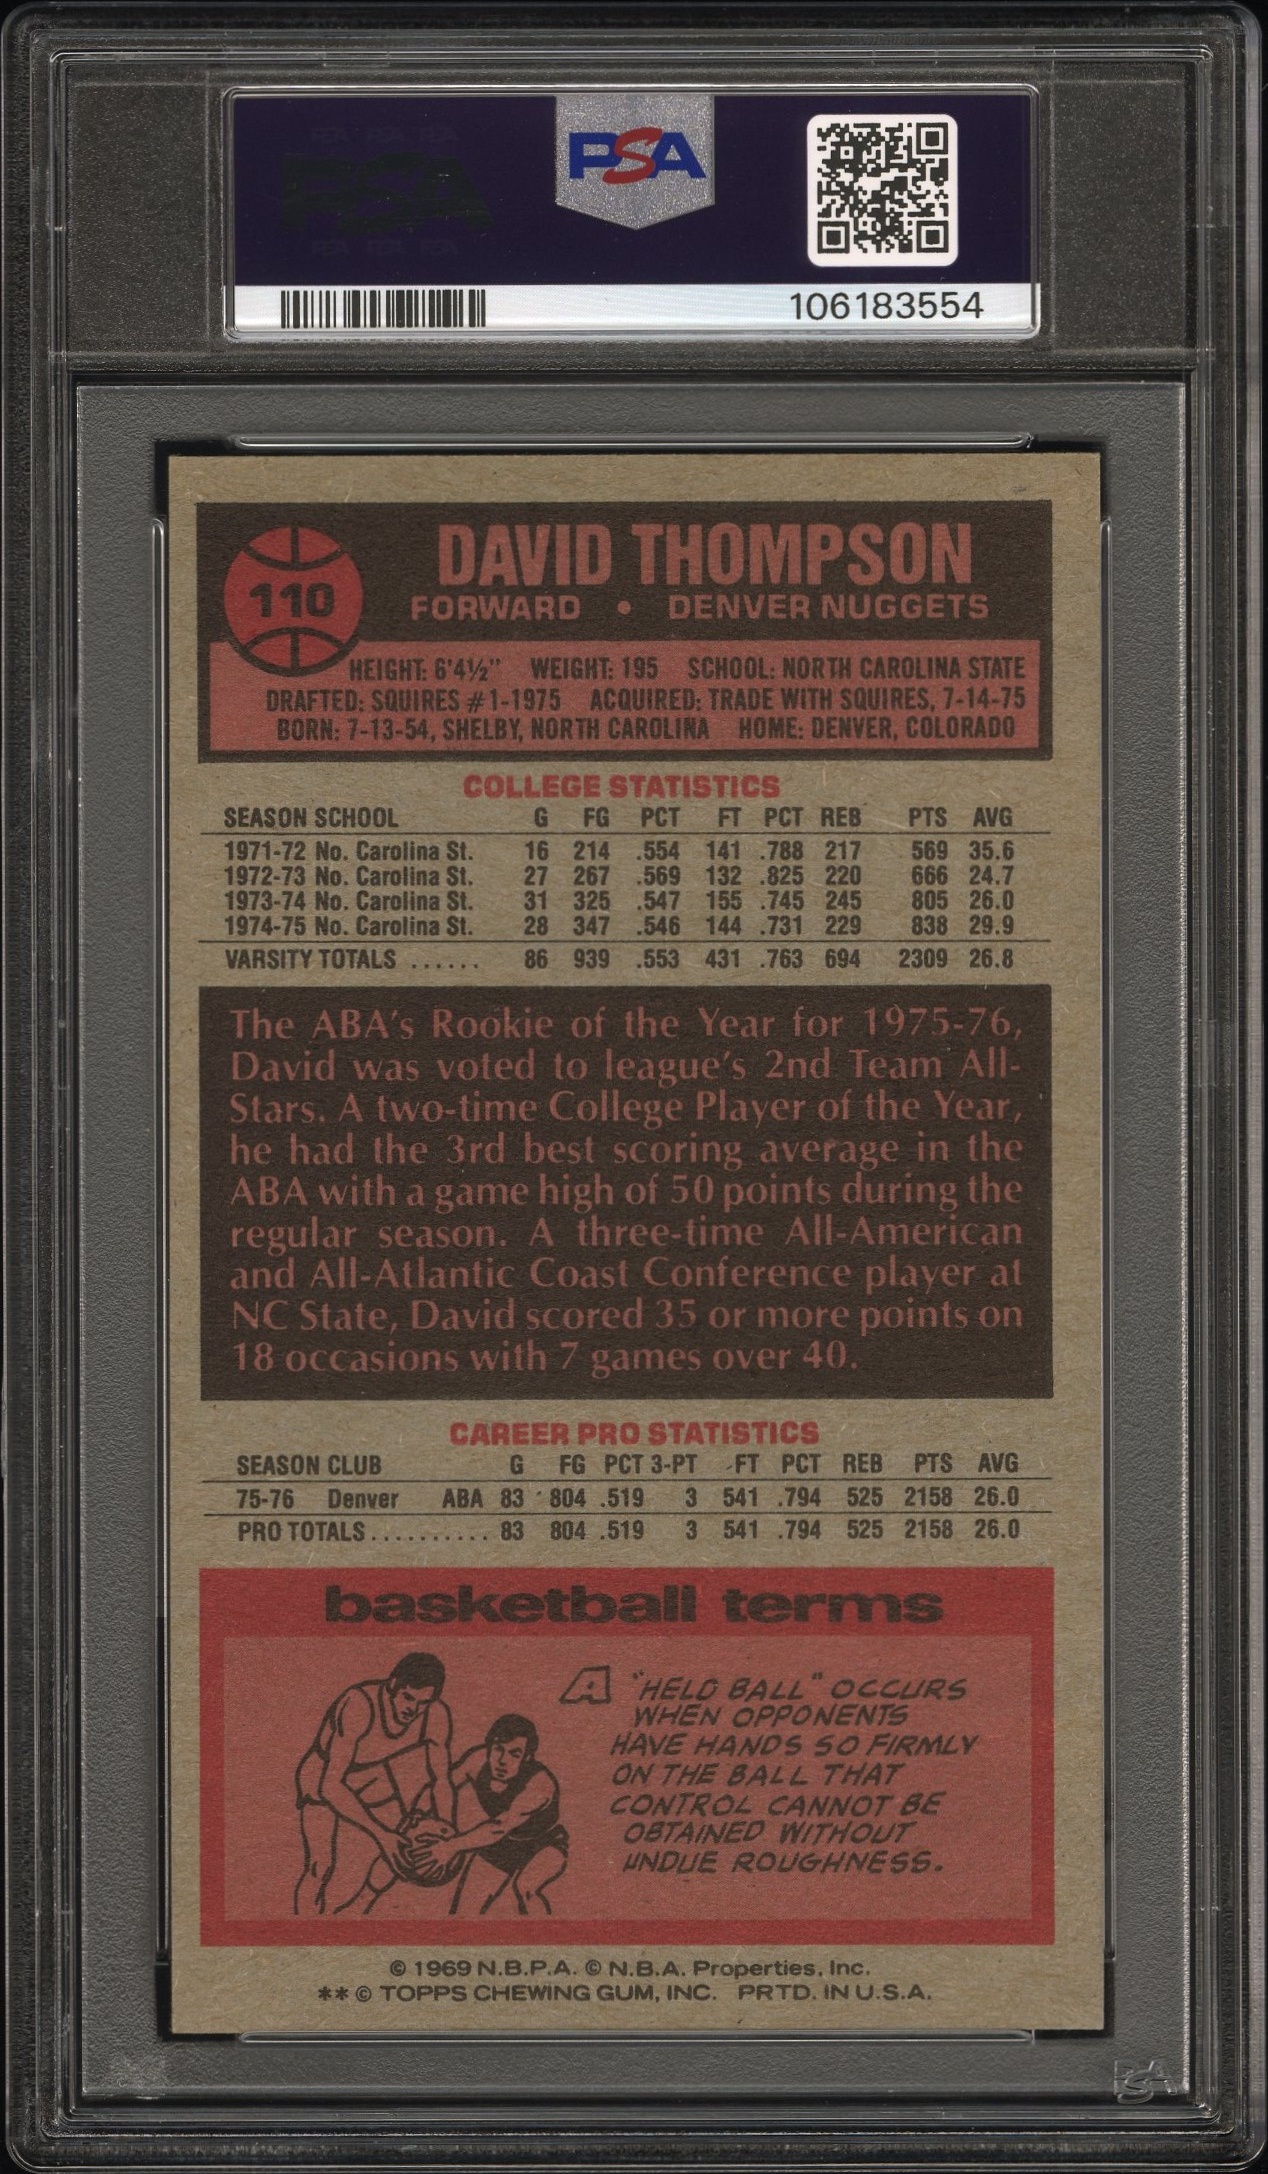 PSA
106183554
110
DAVID THOMPSON
FORWARD • DENVER NUGGETS
HEIGHT: 6'4½" WEIGHT: 195 SCHOOL: NORTH CAROLINA STATE
DRAFTED: SQUIRES #1-1975 ACQUIRED: TRADE WITH SQUIRES, 7-14-75
BORN: 7-13-54, SHELBY, NORTH CAROLINA HOME: DENVER, COLORADO
COLLEGE STATISTICS
SEASON SCHOOL G FG PCT FT PCT REB PTS AVG
1971-72 No. Carolina St. 16 214 .554 141 .788 217 569 35.6
1972-73 No. Carolina St. 27 267 .569 132 .825 220 666 24.7
1973-74 No. Carolina St. 31 325 .547 155 .745 245 805 26.0
1974-75 No. Carolina St. 28 347 .546 144 .731 229 838 29.9
VARSITY TOTALS ...... 86 939 .553 431 .763 694 2309 26.8
The ABA's Rookie of the Year for 1975-76,
David was voted to league's 2nd Team All-
Stars. A two-time College Player of the Year,
he had the 3rd best scoring average in the
ABA with a game high of 50 points during the
regular season. A three-time All-American
and All-Atlantic Coast Conference player at
NC State, David scored 35 or more points on
18 occasions with 7 games over 40.
CAREER PRO STATISTICS
SEASON CLUB G FG PCT 3-PT FT PCT REB PTS AVG
75-76 Denver ABA 83 804 .519 3 541 .794 525 2158 26.0
PRO TOTALS.......... 83 804 .519 3 541 .794 525 2158 26.0
basketball terms
A "HELD BALL" OCCURS
WHEN OPPONENTS
HAVE HANDS SO FIRMLY
ON THE BALL THAT
CONTROL CANNOT BE
OBTAINED WITHOUT
UNDUE ROUGHNESS.
© 1969 N.B.P.A. © N.B.A. Properties, Inc.
** © TOPPS CHEWING GUM, INC. PRTD. IN U.S.A.
PSA